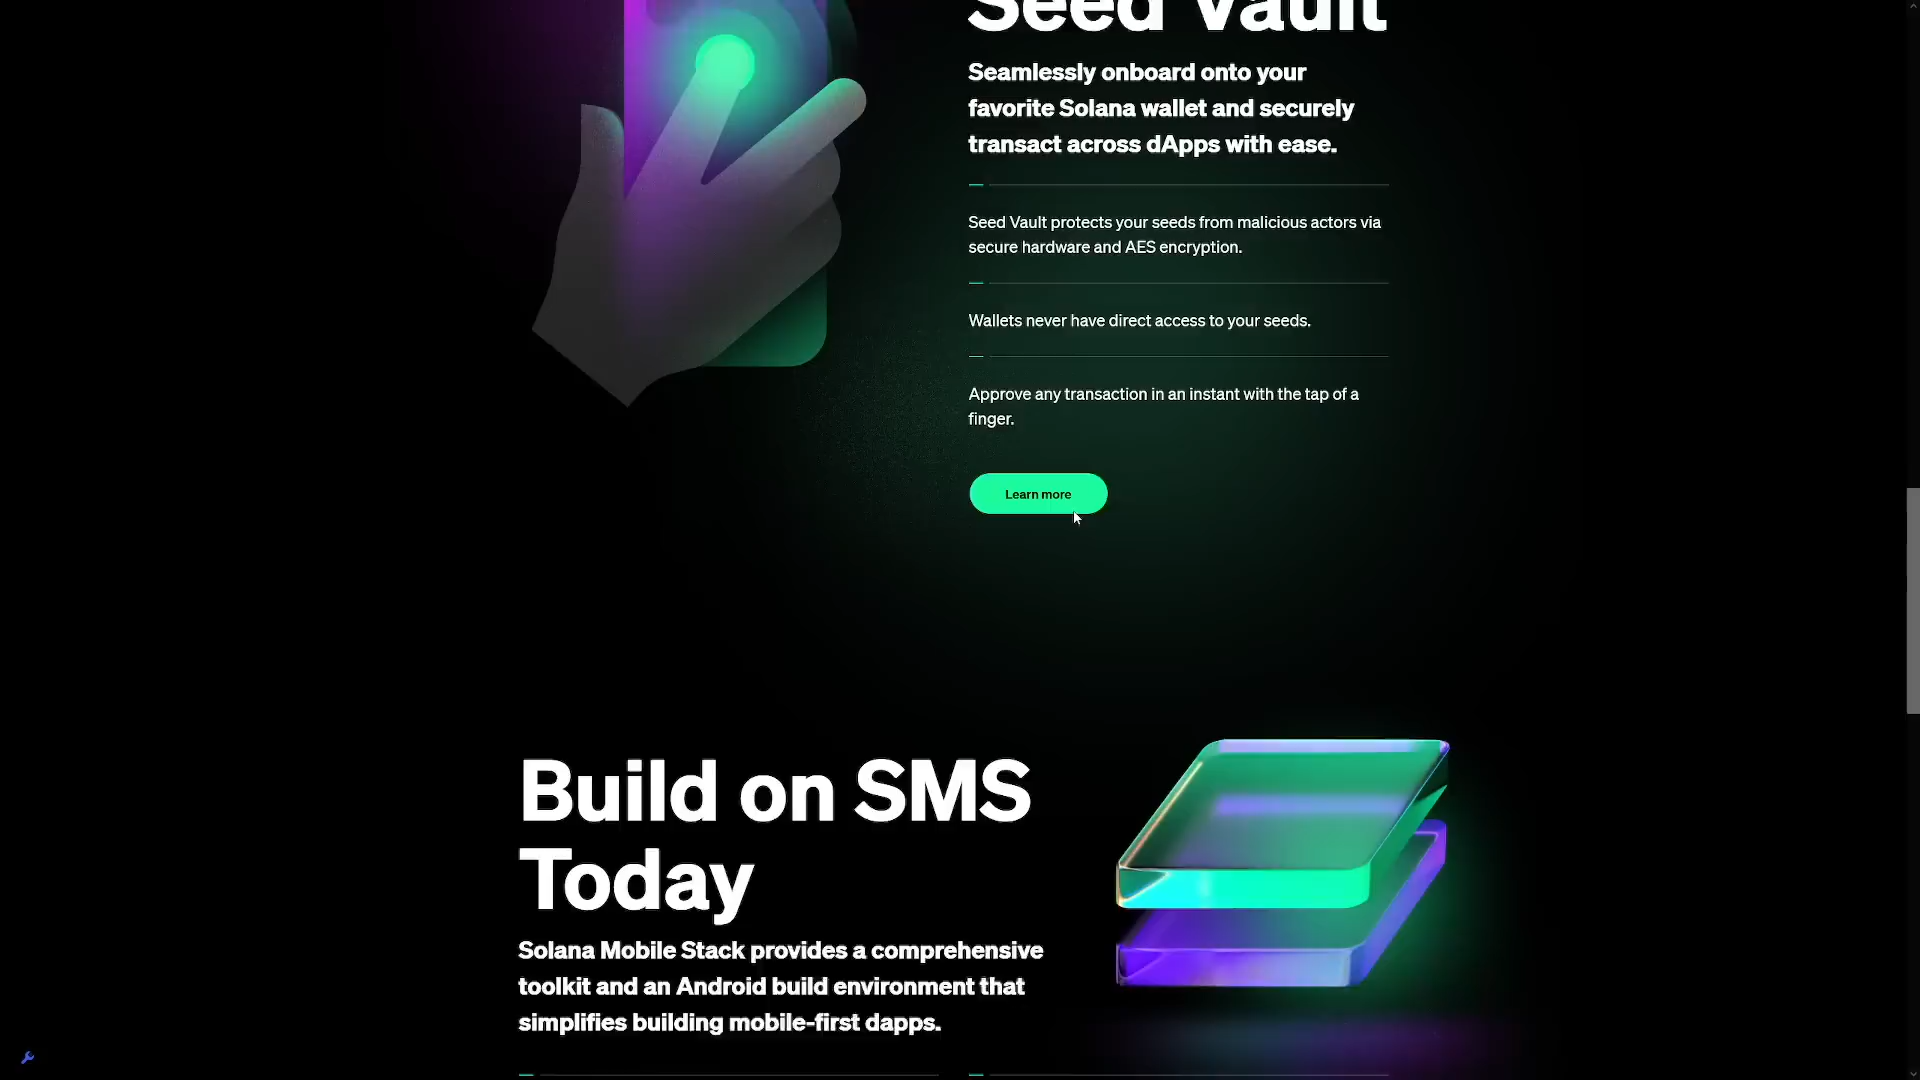 Seed Vault
Seamlessly onboard onto your
favorite Solana wallet and securely
transact across dApps with ease.
Seed Vault protects your seeds from malicious actors via
secure hardware and AES encryption.
Wallets never have direct access to your seeds.
Approve any transaction in an instant with the tap of a
finger.
Learn more
Build on SMS
Today
Solana Mobile Stack provides a comprehensive
toolkit and an Android build environment that
simplifies building mobile-first dapps.